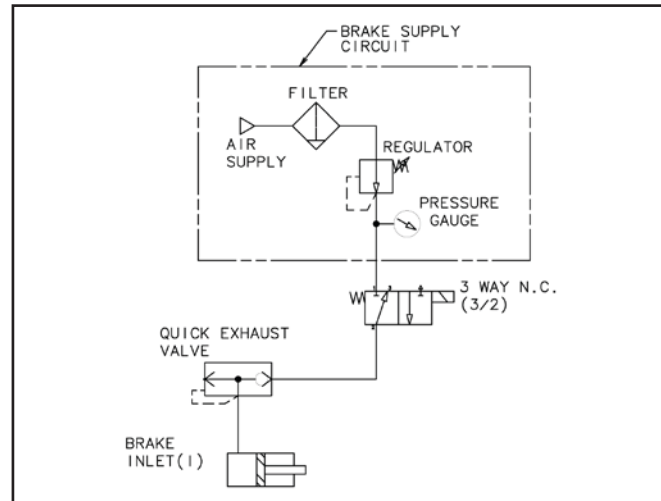 BRAKE SUPPLY
CIRCUIT
FILTER
AIR
SUPPLY
REGULATOR
PRESSURE
GAUGE
3 WAY N.C.
(3/2)
QUICK EXHAUST
VALVE
BRAKE
INLET(1)